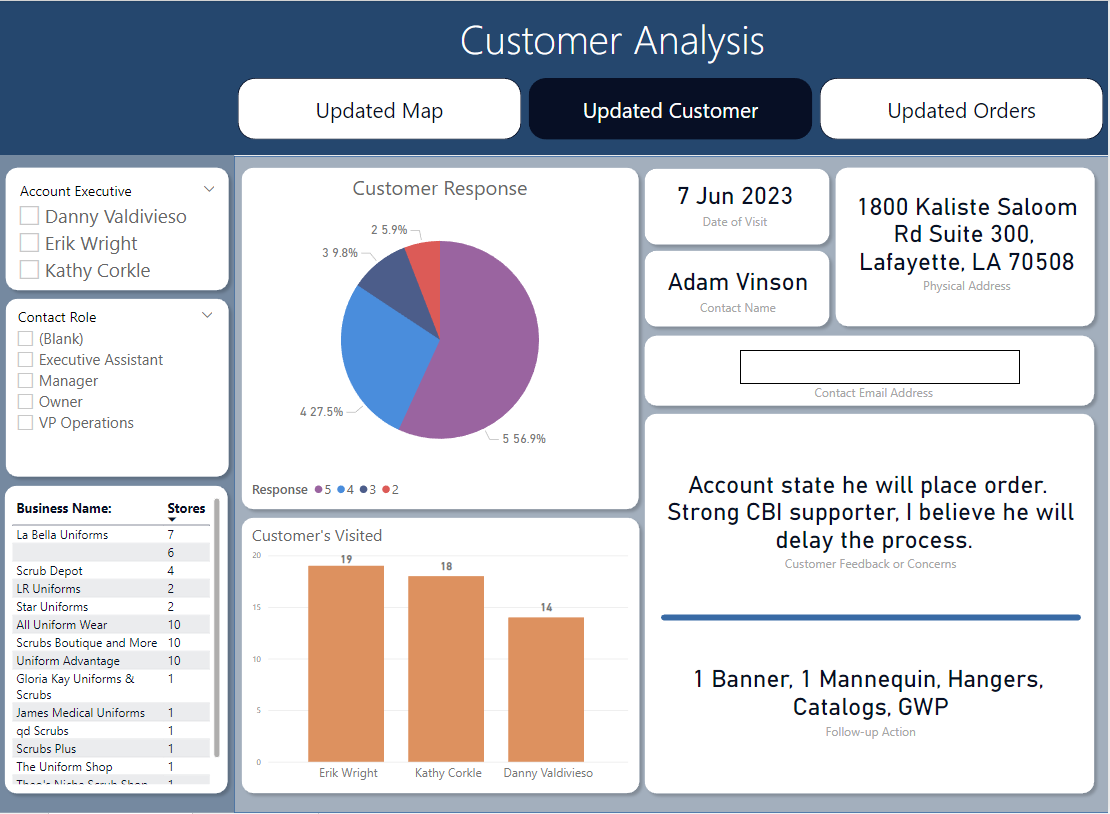 Customer Analysis
Updated Map
Updated Customer
Updated Orders
Account Executive
Danny Valdivieso
Erik Wright
Kathy Corkle
Contact Role
(Blank)
Executive Assistant
Manager
Owner
VP Operations
Business Name: Stores
La Bella Uniforms 7
6
Scrub Depot 4
LR Uniforms 2
Star Uniforms 2
All Uniform Wear 10
Scrubs Boutique and More 10
Uniform Advantage 10
Gloria Kay Uniforms & 1
Scrubs
James Medical Uniforms 1
qd Scrubs 1
Scrubs Plus 1
The Uniform Shop 1
Customer Response
2 5.9%
3 9.8%
4 27.5%
5 56.9%
Response 5 4 3 2
Customer's Visited
20
15
10
5
0
19
18
14
Erik Wright
Kathy Corkle
Danny Valdivieso
7 Jun 2023
Date of Visit
Adam Vinson
Contact Name
1800 Kaliste Saloom
Rd Suite 300,
Lafayette, LA 70508
Physical Address
Contact Email Address
Account state he will place order.
Strong CBI supporter, I believe he will
delay the process.
Customer Feedback or Concerns
1 Banner, 1 Mannequin, Hangers,
Catalogs, GWP
Follow-up Action